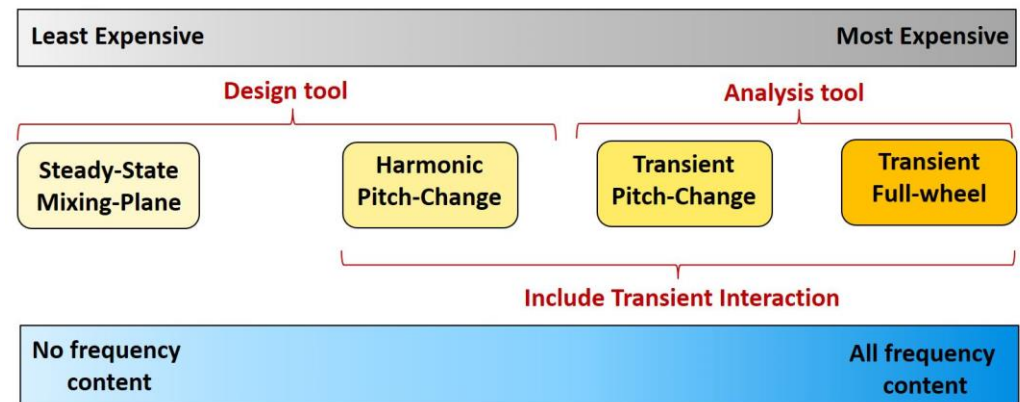 Least Expensive
Most Expensive
Design tool
Analysis tool
Steady-State
Mixing-Plane
Harmonic
Pitch-Change
Transient
Pitch-Change
Transient
Full-wheel
Include Transient Interaction
No frequency
content
All frequency
content